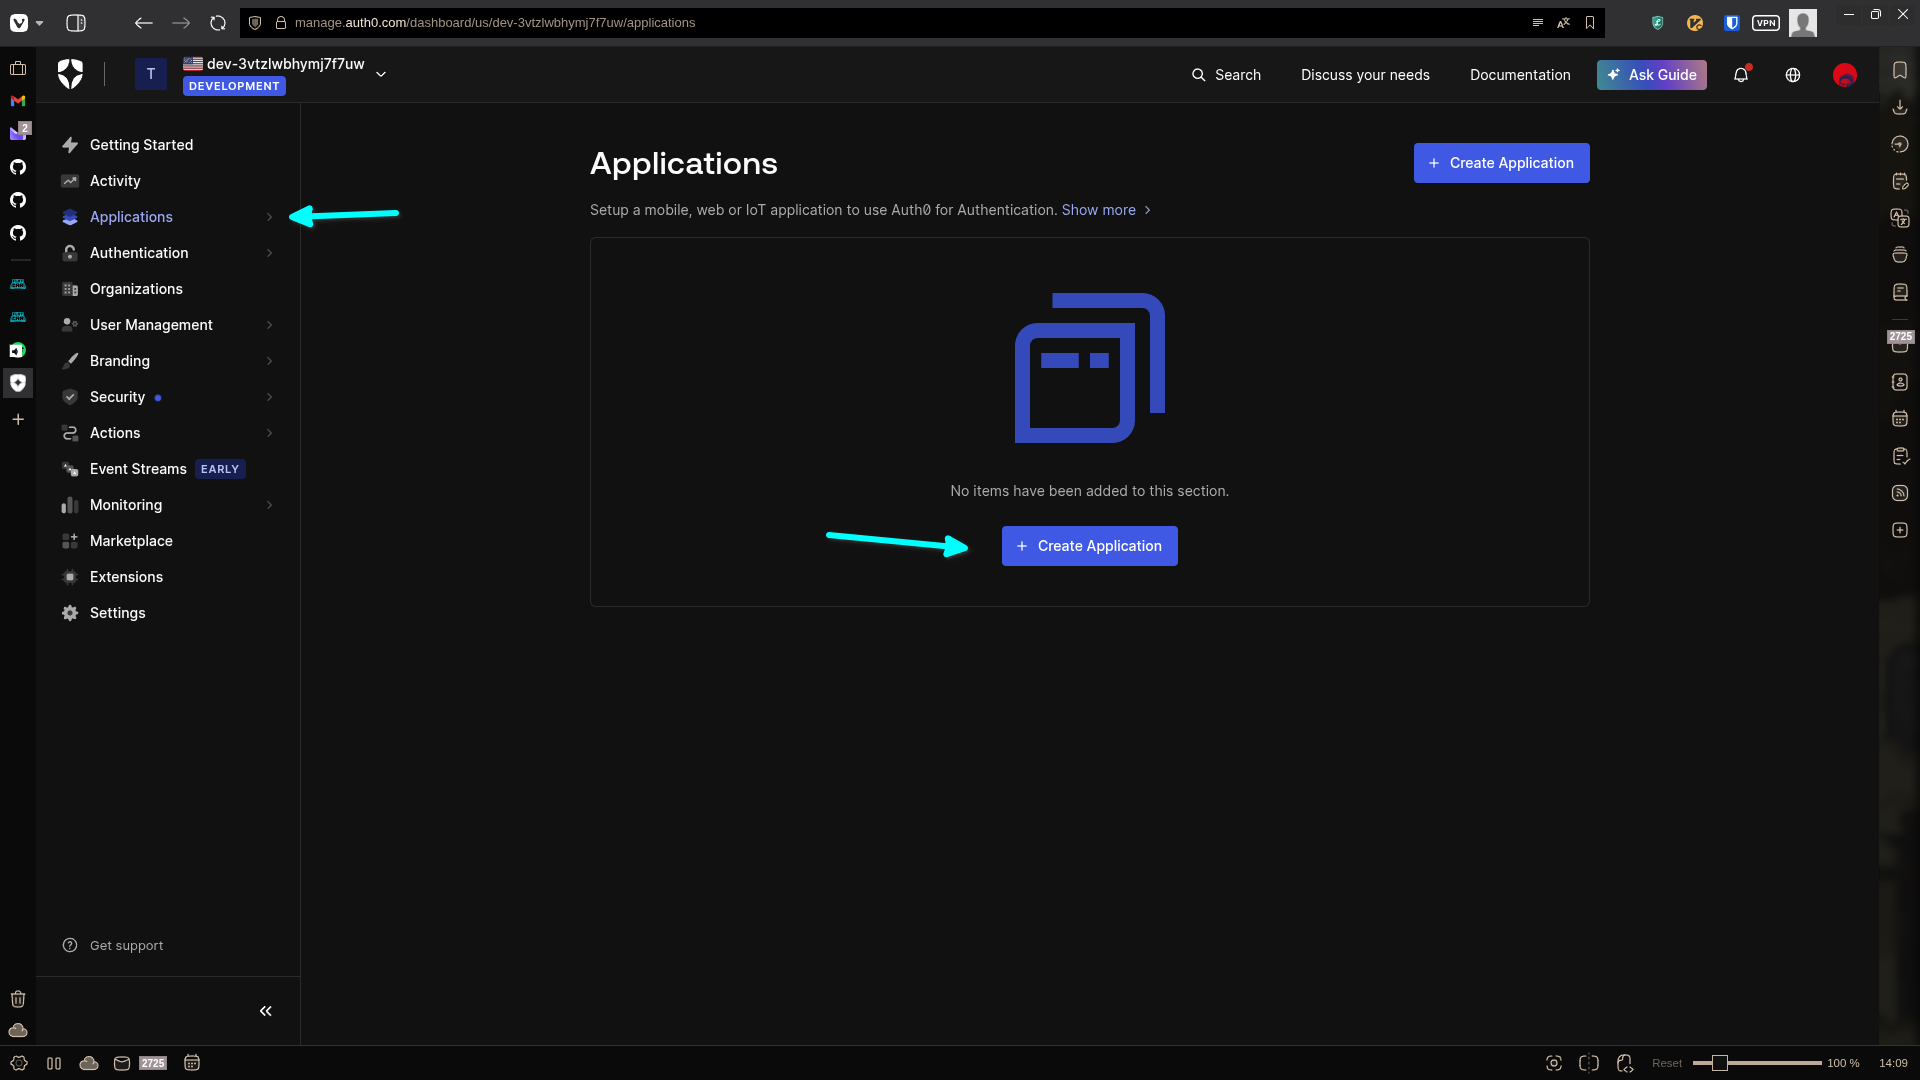 manage.auth0.com/dashboard/us/dev-3vtzlwbhymj7f7uw/applications
VPN
2
T
dev-3vtzlwbhymj7f7uw
DEVELOPMENT
Search
Discuss your needs
Documentation
Ask Guide
Getting Started
Activity
Applications
Authentication
Organizations
User Management
Branding
Security
Actions
Event Streams EARLY
Monitoring
Marketplace
Extensions
Settings
Get support
Applications
+ Create Application
Setup a mobile, web or IoT application to use Auth0 for Authentication. Show more
No items have been added to this section.
+ Create Application
2725
2725
Reset
100 %
14:09